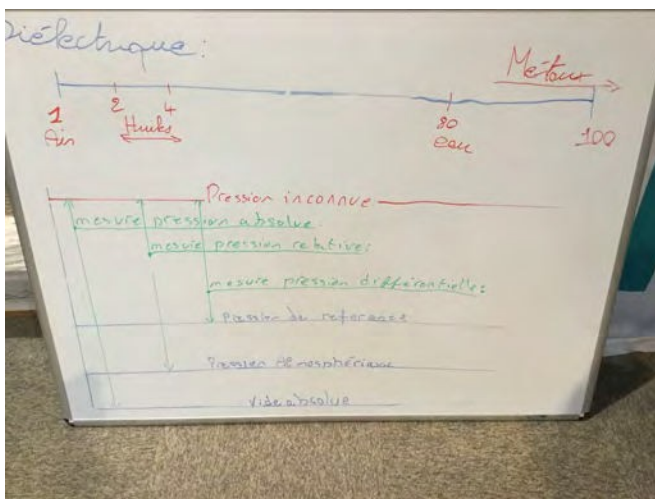 Diélectrique:
Métaux
1 2 4 80 100
Air Huiles eau
Pression inconnue
mesure pression absolue:
mesure pression relative:
mesure pression différentielle:
Pression de reference
Pression Atmosphérique
Vide absolue